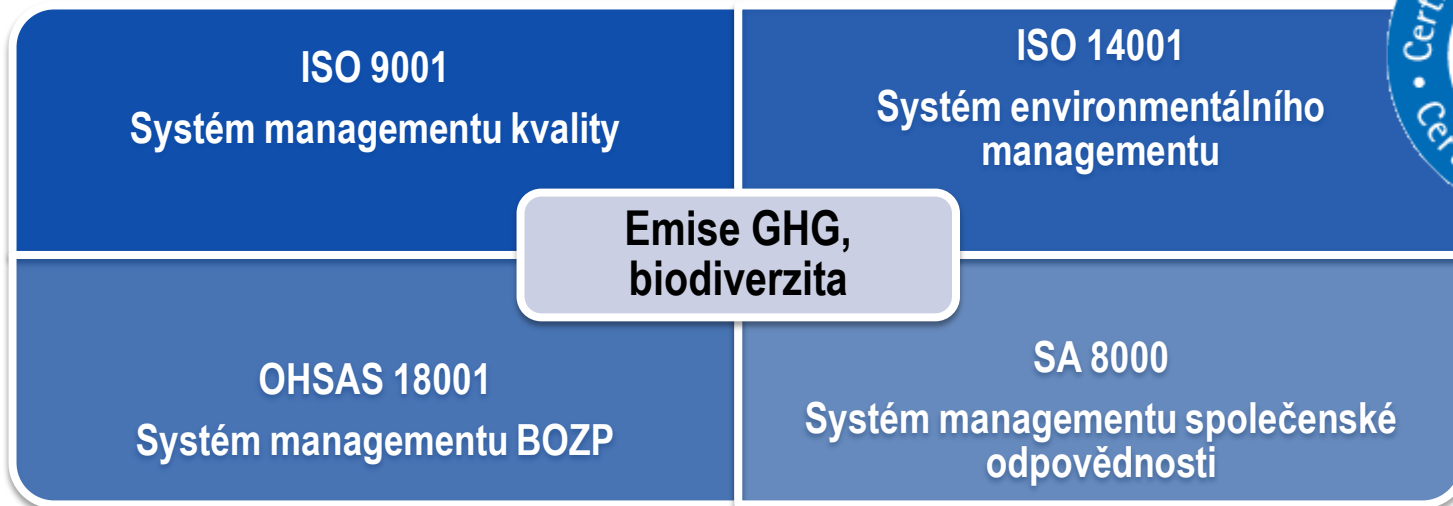 ISO 9001
Systém managementu kvality
ISO 14001
Systém environmentálního
managementu
Emise GHG,
biodiverzita
OHSAS 18001
Systém managementu BOZP
SA 8000
Systém managementu společenské
odpovědnosti